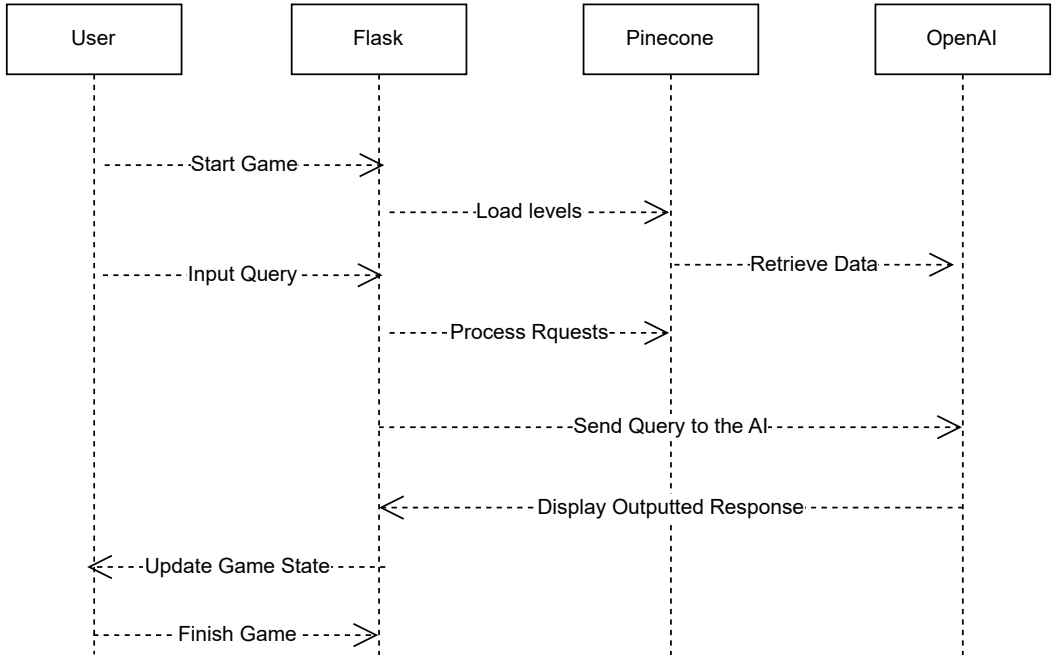 User
Flask
Pinecone
OpenAI
Start Game
Load levels
Retrieve Data
Input Query
Process Rquests
Send Query to the AI
Display Outputted Response
Update Game State
Finish Game